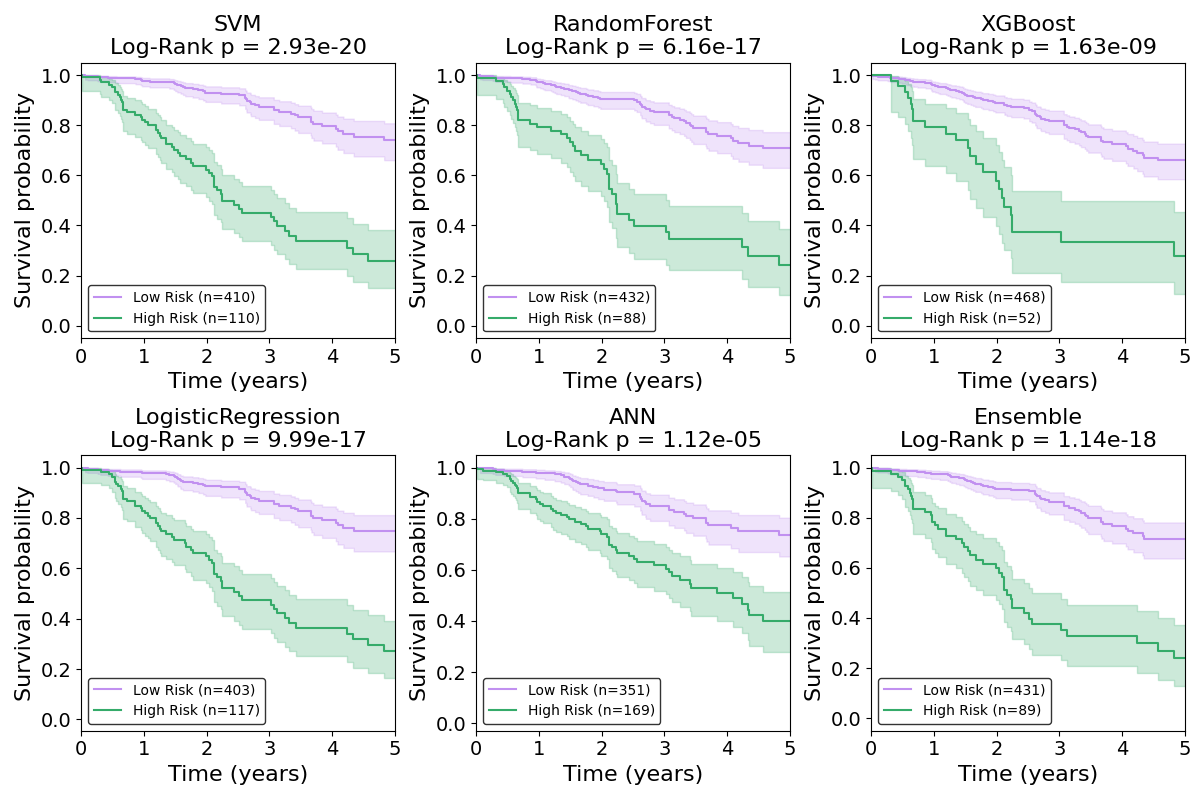 SVM
Log-Rank p = 2.93e-20
Survival probability
1.0
0.8
0.6
0.4
0.2
0.0
Low Risk (n=410)
High Risk (n=110)
0 1 2 3 4 5
Time (years)
RandomForest
Log-Rank p = 6.16e-17
Survival probability
1.0
0.8
0.6
0.4
0.2
0.0
Low Risk (n=432)
High Risk (n=88)
0 1 2 3 4 5
Time (years)
XGBoost
Log-Rank p = 1.63e-09
Survival probability
1.0
0.8
0.6
0.4
0.2
0.0
Low Risk (n=468)
High Risk (n=52)
0 1 2 3 4 5
Time (years)
LogisticRegression
Log-Rank p = 9.99e-17
Survival probability
1.0
0.8
0.6
0.4
0.2
0.0
Low Risk (n=403)
High Risk (n=117)
0 1 2 3 4 5
Time (years)
ANN
Log-Rank p = 1.12e-05
Survival probability
1.0
0.8
0.6
0.4
0.2
0.0
Low Risk (n=351)
High Risk (n=169)
0 1 2 3 4 5
Time (years)
Ensemble
Log-Rank p = 1.14e-18
Survival probability
1.0
0.8
0.6
0.4
0.2
0.0
Low Risk (n=431)
High Risk (n=89)
0 1 2 3 4 5
Time (years)